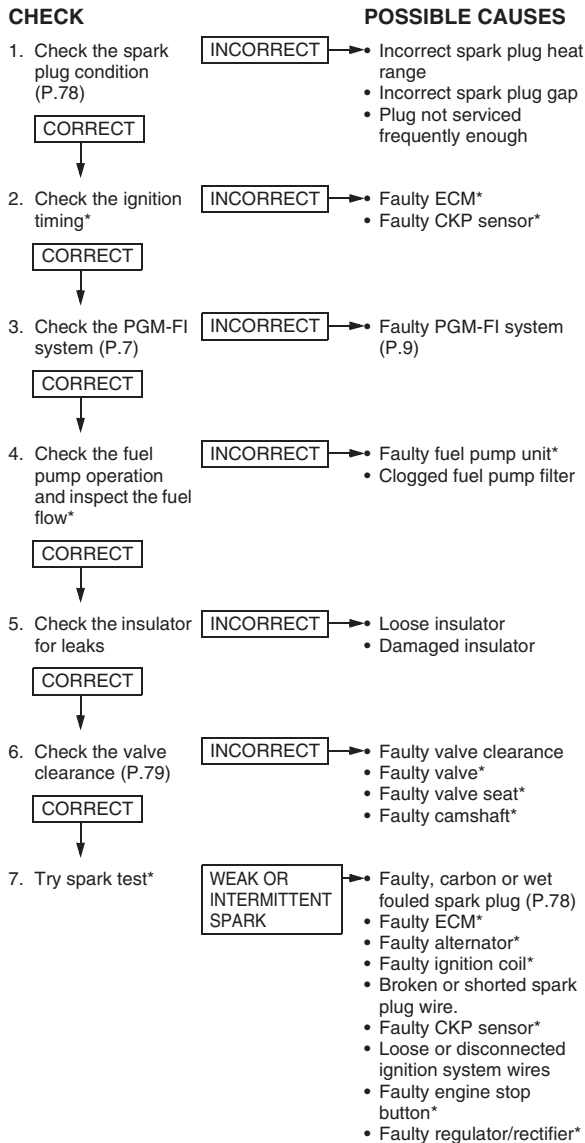 CHECK
POSSIBLE CAUSES
1. Check the spark
plug condition
(P.78)
INCORRECT
• Incorrect spark plug heat
range
• Incorrect spark plug gap
• Plug not serviced
frequently enough
CORRECT
2. Check the ignition
timing*
INCORRECT
• Faulty ECM*
• Faulty CKP sensor*
CORRECT
3. Check the PGM-FI
system (P.7)
INCORRECT
• Faulty PGM-FI system
(P.9)
CORRECT
4. Check the fuel
pump operation
and inspect the fuel
flow*
INCORRECT
• Faulty fuel pump unit*
• Clogged fuel pump filter
CORRECT
5. Check the insulator
for leaks
INCORRECT
• Loose insulator
• Damaged insulator
CORRECT
6. Check the valve
clearance (P.79)
INCORRECT
• Faulty valve clearance
• Faulty valve*
• Faulty valve seat*
• Faulty camshaft*
CORRECT
7. Try spark test*
WEAK OR
INTERMITTENT
SPARK
• Faulty, carbon or wet
fouled spark plug (P.78)
• Faulty ECM*
• Faulty alternator*
• Faulty ignition coil*
• Broken or shorted spark
plug wire.
• Faulty CKP sensor*
• Loose or disconnected
ignition system wires
• Faulty engine stop
button*
• Faulty regulator/rectifier*